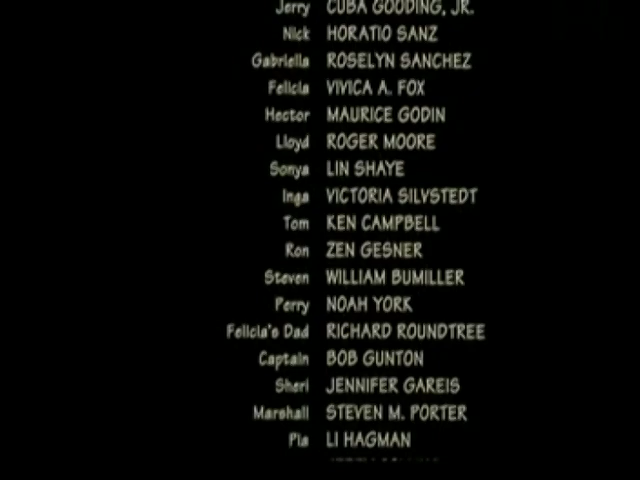 Jerry CUBA GOODING, JR.
Nick HORATIO SANZ
Gabriella ROSELYN SANCHEZ
Felicia VIVICA A. FOX
Hector MAURICE GODIN
Lloyd ROGER MOORE
Sonya LIN SHAYE
Inga VICTORIA SILVSTEDT
Tom KEN CAMPBELL
Ron ZEN GESNER
Steven WILLIAM BUMILLER
Perry NOAH YORK
Felicia's Dad RICHARD ROUNDTREE
Captain BOB GUNTON
Sheri JENNIFER GAREIS
Marshall STEVEN M. PORTER
Pia LI HAGMAN